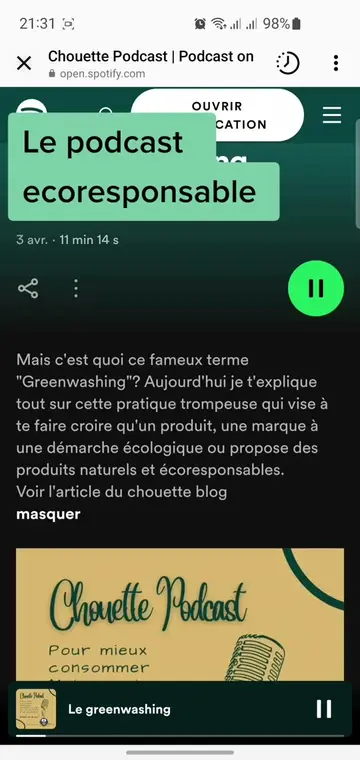 21:31
98%
Chouette Podcast | Podcast on
open.spotify.com
OUVRIR
Le podcast
ecoresponsable
3 avr. · 11 min 14 s
Mais c'est quoi ce fameux terme
"Greenwashing"? Aujourd'hui je t'explique
tout sur cette pratique trompeuse qui vise à
te faire croire qu'un produit, une marque à
une démarche écologique ou propose des
produits naturels et écoresponsables.
Voir l'article du chouette blog
masquer
Chouette Podcast
Pour mieux
consommer
Le greenwashing